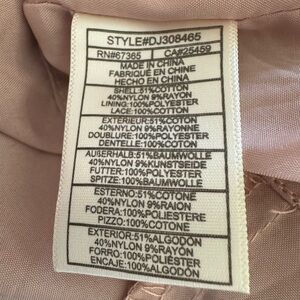 STYLE#DJ308465
RN#67365 CA#25459
MADE IN CHINA
FABRIQUÉ EN CHINE
HECHO EN CHINA
SHELL:51%COTTON
40%NYLON 9%RAYON
LINING:100%POLYESTER
LACE:100%COTTON
EXTERIEUR:51%COTON
40%NYLON 9%RAYONNE
DOUBLURE:100%POLYESTER
DENTELLE:100%COTON
AUßERHALB:51%BAUMWOLLE
40%NYLON 9%KUNSTSEIDE
FUTTER:100%POLYESTER
SPITZE:100%BAUMWOLLE
ESTERNO:51%COTONE
40%NYLON 9%RAION
FODERA:100%POLIESTERE
PIZZO:100%COTONE
EXTERIOR:51%ALGODÓN
40%NYLON 9%RAYON
FORRO:100%POLIÉSTER
ENCAJE:100%ALGODÓN